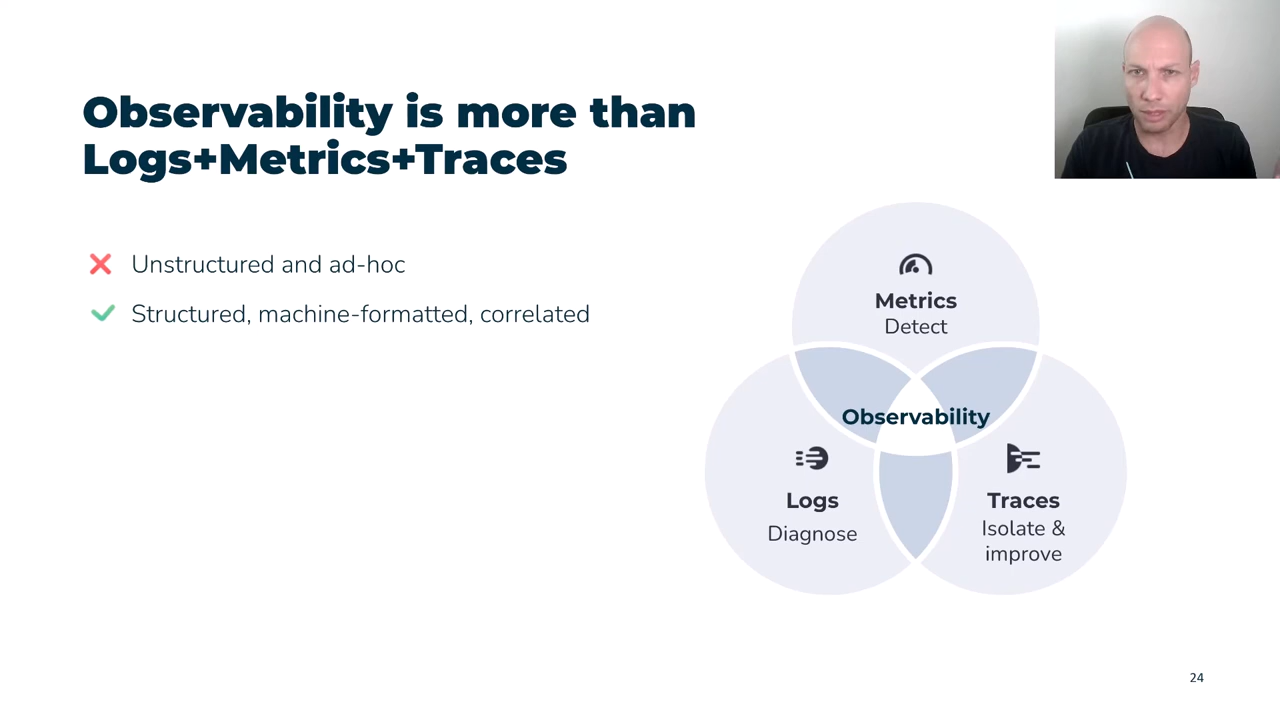 Observability is more than
Logs+Metrics+Traces
Unstructured and ad-hoc
Structured, machine-formatted, correlated
Metrics
Detect
Observability
Logs
Diagnose
Traces
Isolate &
improve
24